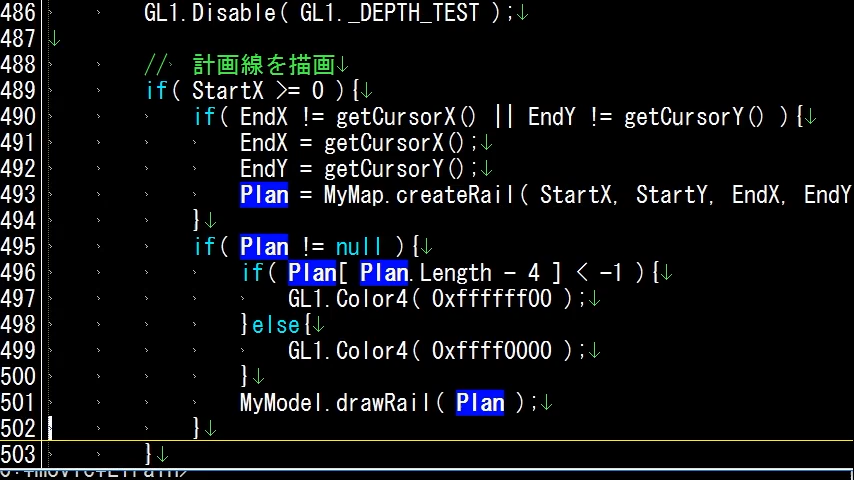 486 GL1.Disable( GL1._DEPTH_TEST );↓
487 ↓
488 // 計画線を描画↓
489 if( StartX >= 0 ){↓
490 if( EndX != getCursorX() || EndY != getCursorY() ){↓
491 EndX = getCursorX();↓
492 EndY = getCursorY();↓
493 Plan = MyMap.createRail( StartX, StartY, EndX, EndY
494 }↓
495 if( Plan != null ){↓
496 if( Plan[ Plan.Length - 4 ] < -1 ){↓
497 GL1.Color4( 0xffffff00 );↓
498 }else{↓
499 GL1.Color4( 0xffff0000 );↓
500 }↓
501 MyModel.drawRail( Plan );↓
502 }↓
503 }↓